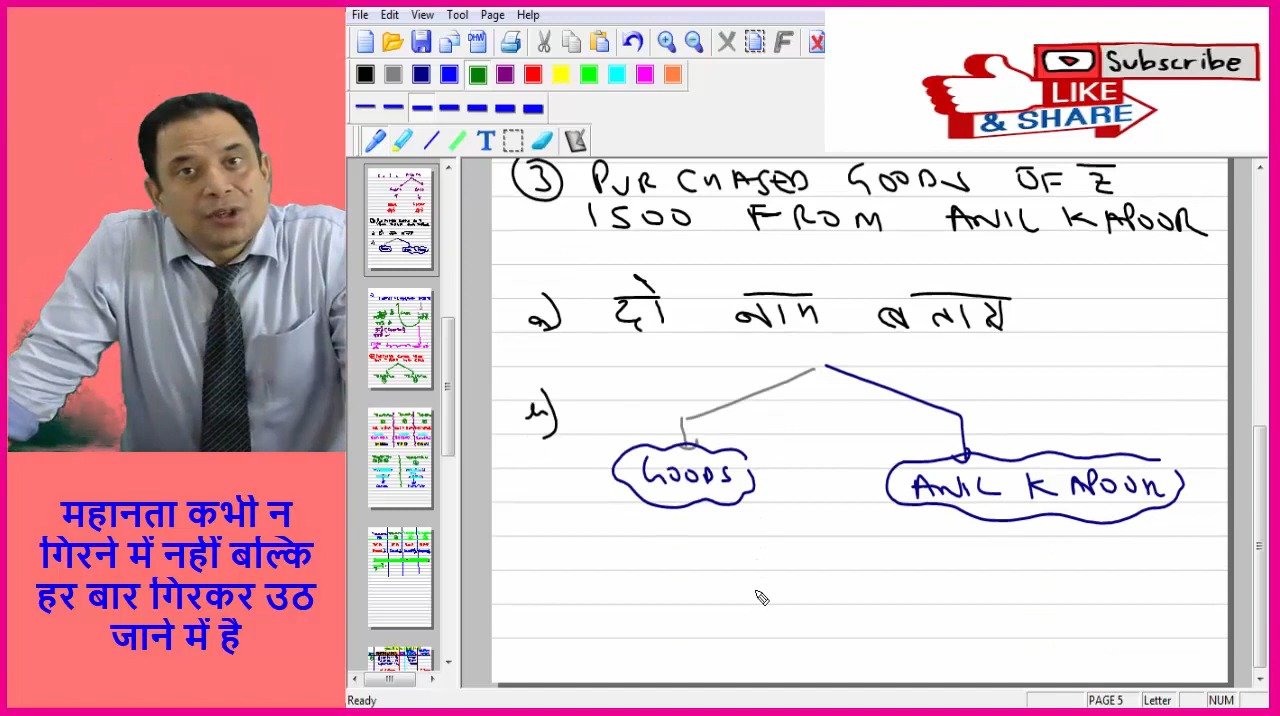 File Edit View Tool Page Help
Subscribe
LIKE
& SHARE
③ PURCHASED GOODS OF ₹
1500 FROM ANIL KAPOOR
a) दो नाम बनाये
b)
GOODS
ANIL KAPOOR
महानता कभी न
गिरने में नहीं बल्कि
हर बार गिरकर उठ
जाने में है
Ready PAGE 5 Letter NUM